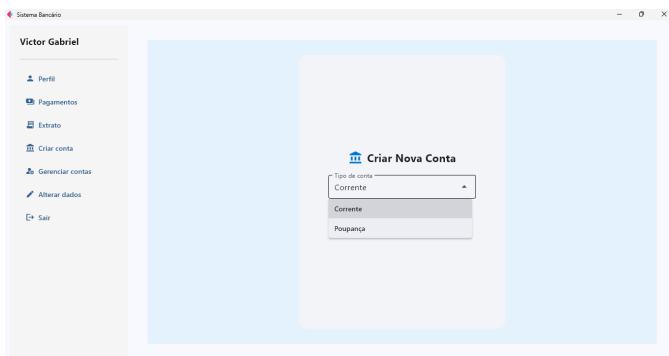 Sistema Bancário
Victor Gabriel
Perfil
Pagamentos
Extrato
Criar conta
Gerenciar contas
Alterar dados
Sair
Criar Nova Conta
Tipo de conta
Corrente
Corrente
Poupança